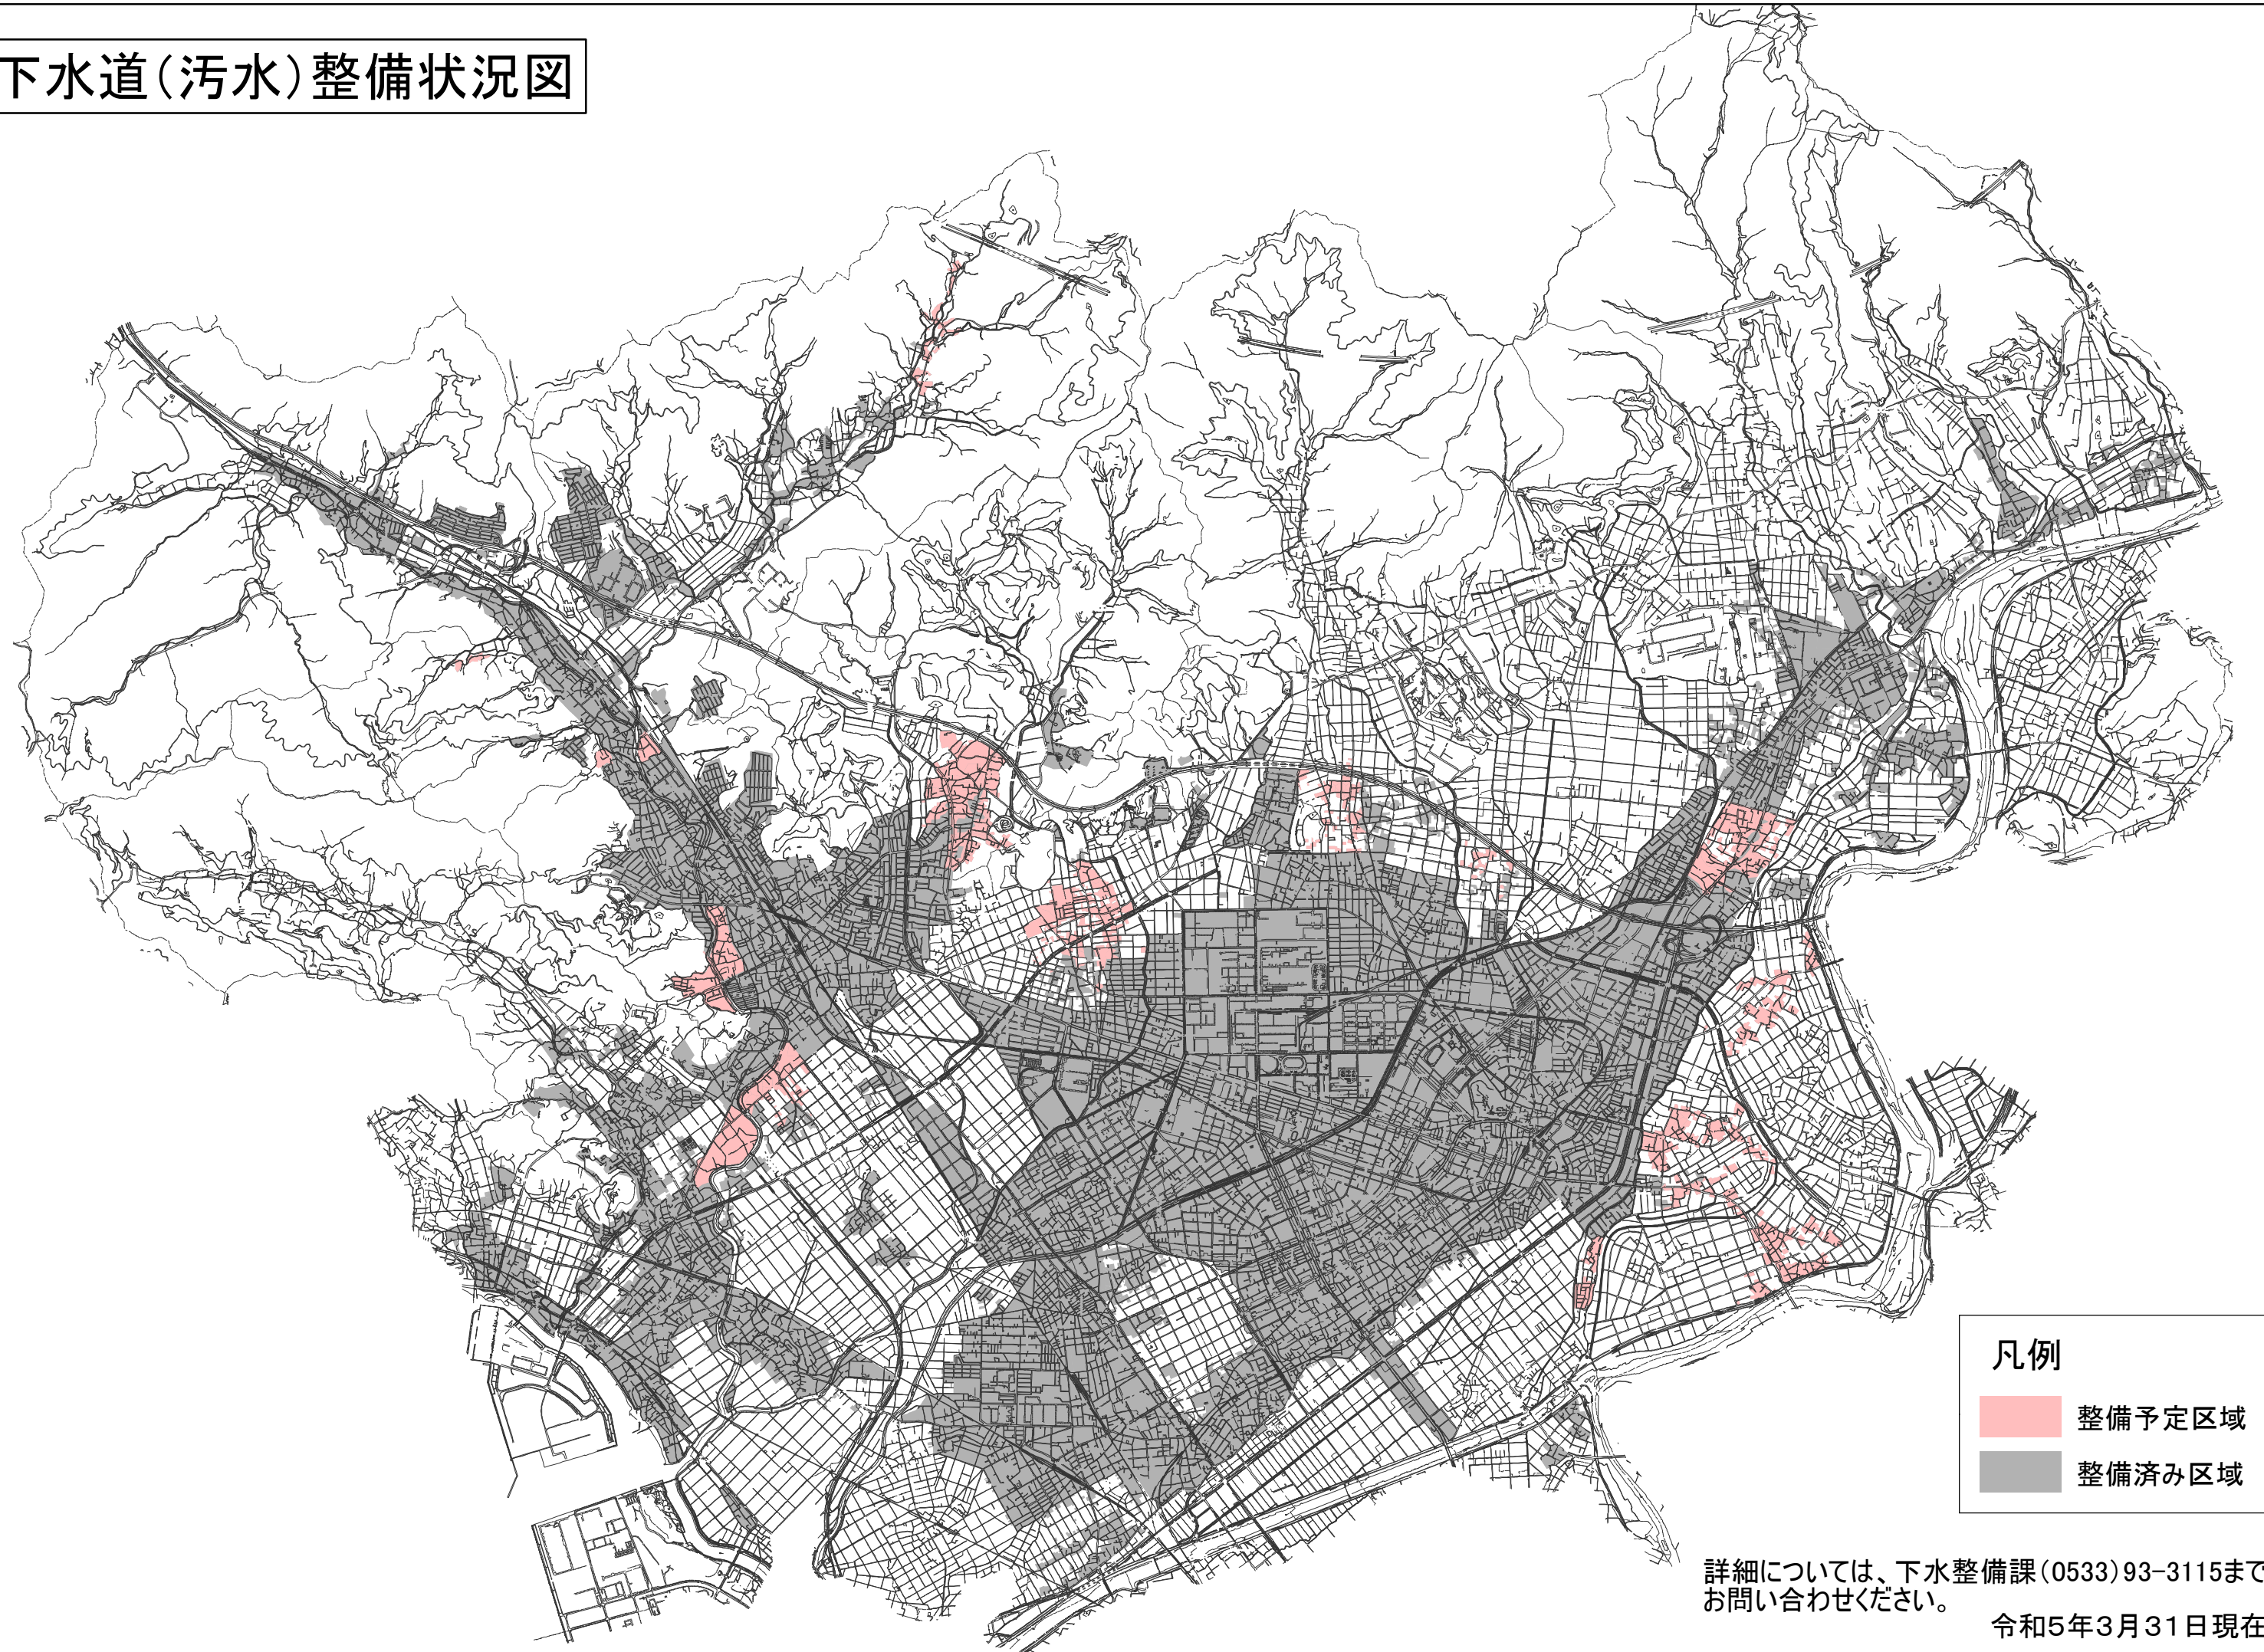 下水道(汚水)整備状況図
凡例
整備予定区域
整備済み区域
詳細については、下水整備課(0533)93-3115まで
お問い合わせください。
令和5年3月31日現在